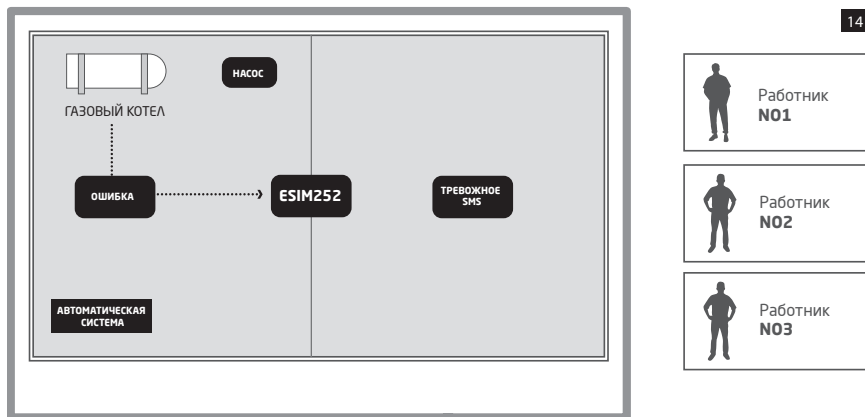 14
НАСОС
ГАЗОВЫЙ КОТЕЛ
ОШИБКА
ESIM252
ТРЕВОЖНОЕ
SMS
АВТОМАТИЧЕСКАЯ
СИСТЕМА
Работник
NO1
Работник
NO2
Работник
NO3